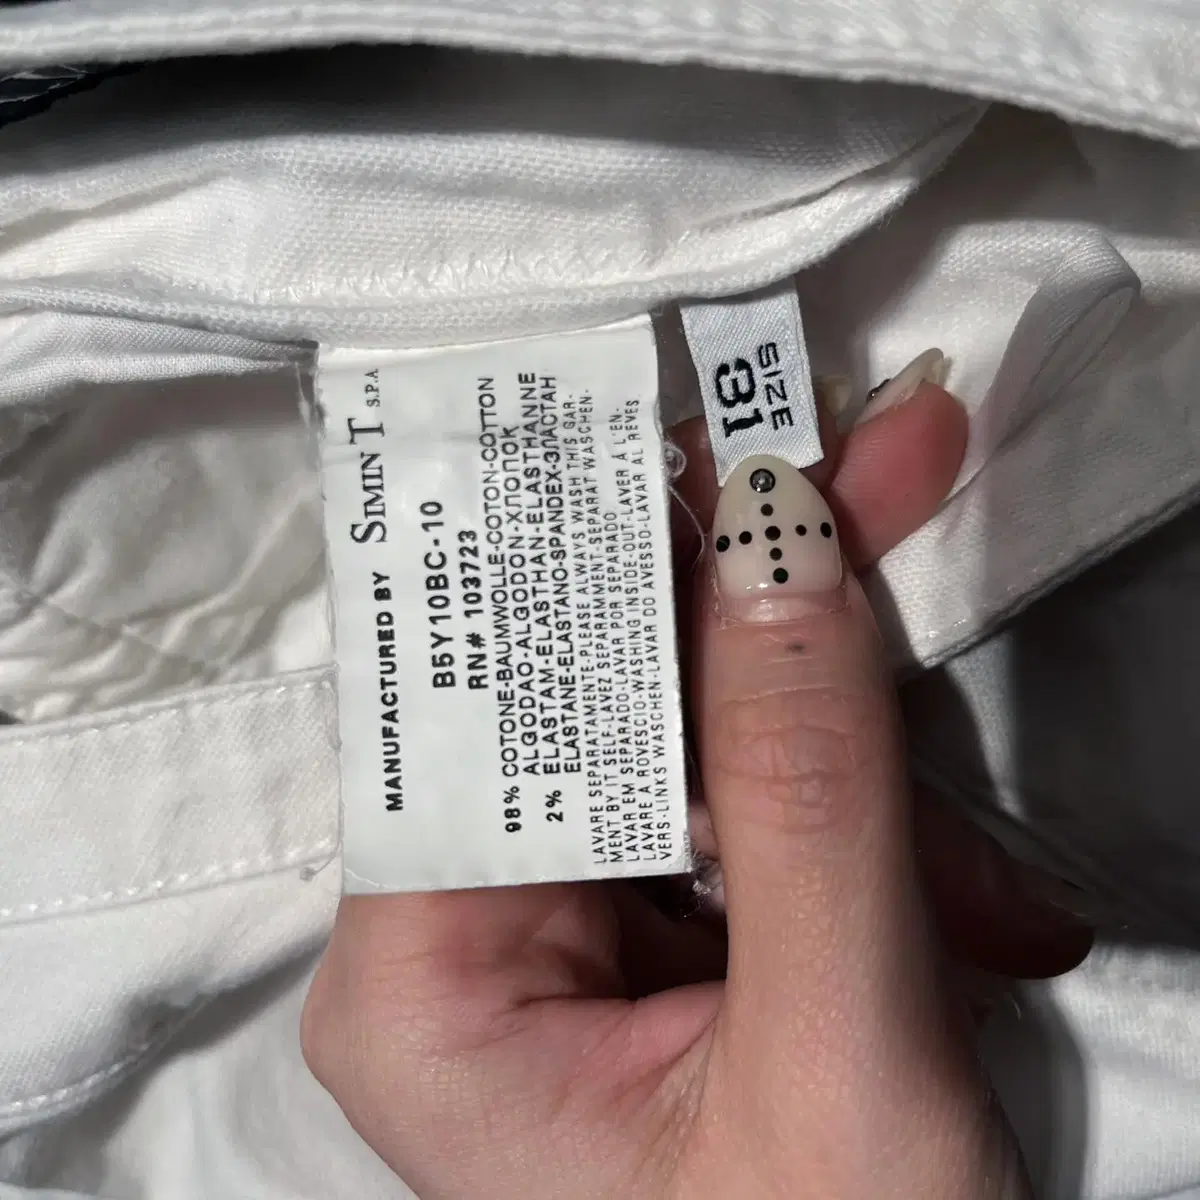 MANUFACTURED BY SIMINT S.P.A
B5Y10BC-10
RN# 103723
98% COTONE-BAUMWOLLE-COTON-COTTON
ALGODAO-ALGODON-ХЛОПОК
2% ELASTAM-ELASTHAN-ELASTHANNE
ELASTANE-ELASTANO-SPANDEX-ЭЛАСТАН
LAVARE SEPARATAMENTE-PLEASE ALWAYS WASH THIS GAR-
MENT BY IT SELF-LAVEZ SEPARAMMENT-SEPARAT WASCHEN-
LAVAR EM SEPARADO-LAVAR POR SEPARADO
LAVARE A ROVESCIO-WASHING INSIDE-OUT-LAVER À L'EN-
VERS-LINKS WASCHEN-LAVAR DO AVESSO-LAVAR AL REVES
SIZE
31